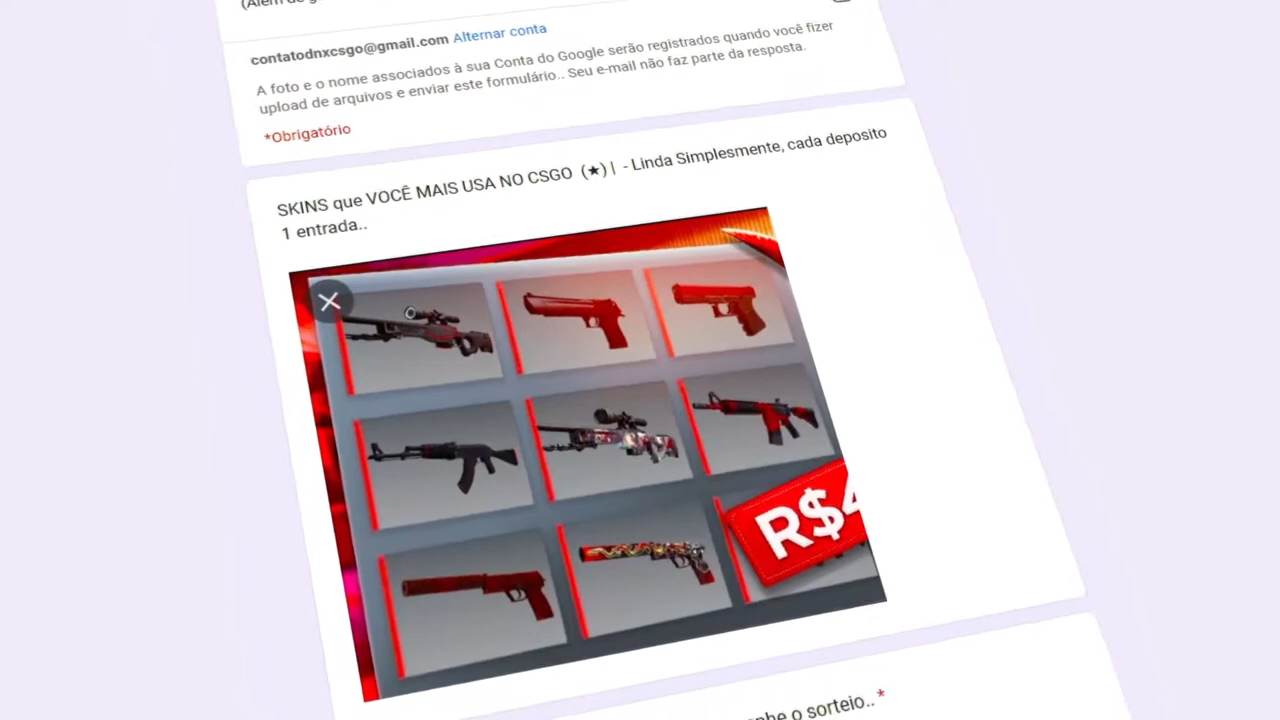 (Além de
contatodnxcsgo@gmail.com Alternar conta
A foto e o nome associados à sua Conta do Google serão registrados quando você fizer
upload de arquivos e enviar este formulário.. Seu e-mail não faz parte da resposta.
*Obrigatório
SKINS que VOCÊ MAIS USA NO CSGO (★) | - Linda Simplesmente, cada deposito
1 entrada..
R$4
o sorteio.. *